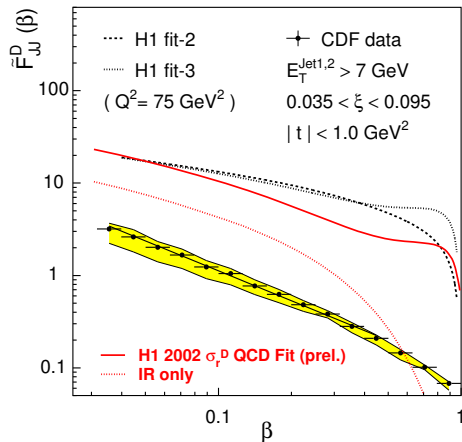 F̃ᴰ_JJ (β)
H1 fit-2
H1 fit-3
( Q²= 75 GeV² )
CDF data
E_T^Jet1,2 > 7 GeV
0.035 < ξ < 0.095
| t | < 1.0 GeV²
100
10
1
0.1
H1 2002 σ_r^D QCD Fit (prel.)
IR only
0.1
1
β